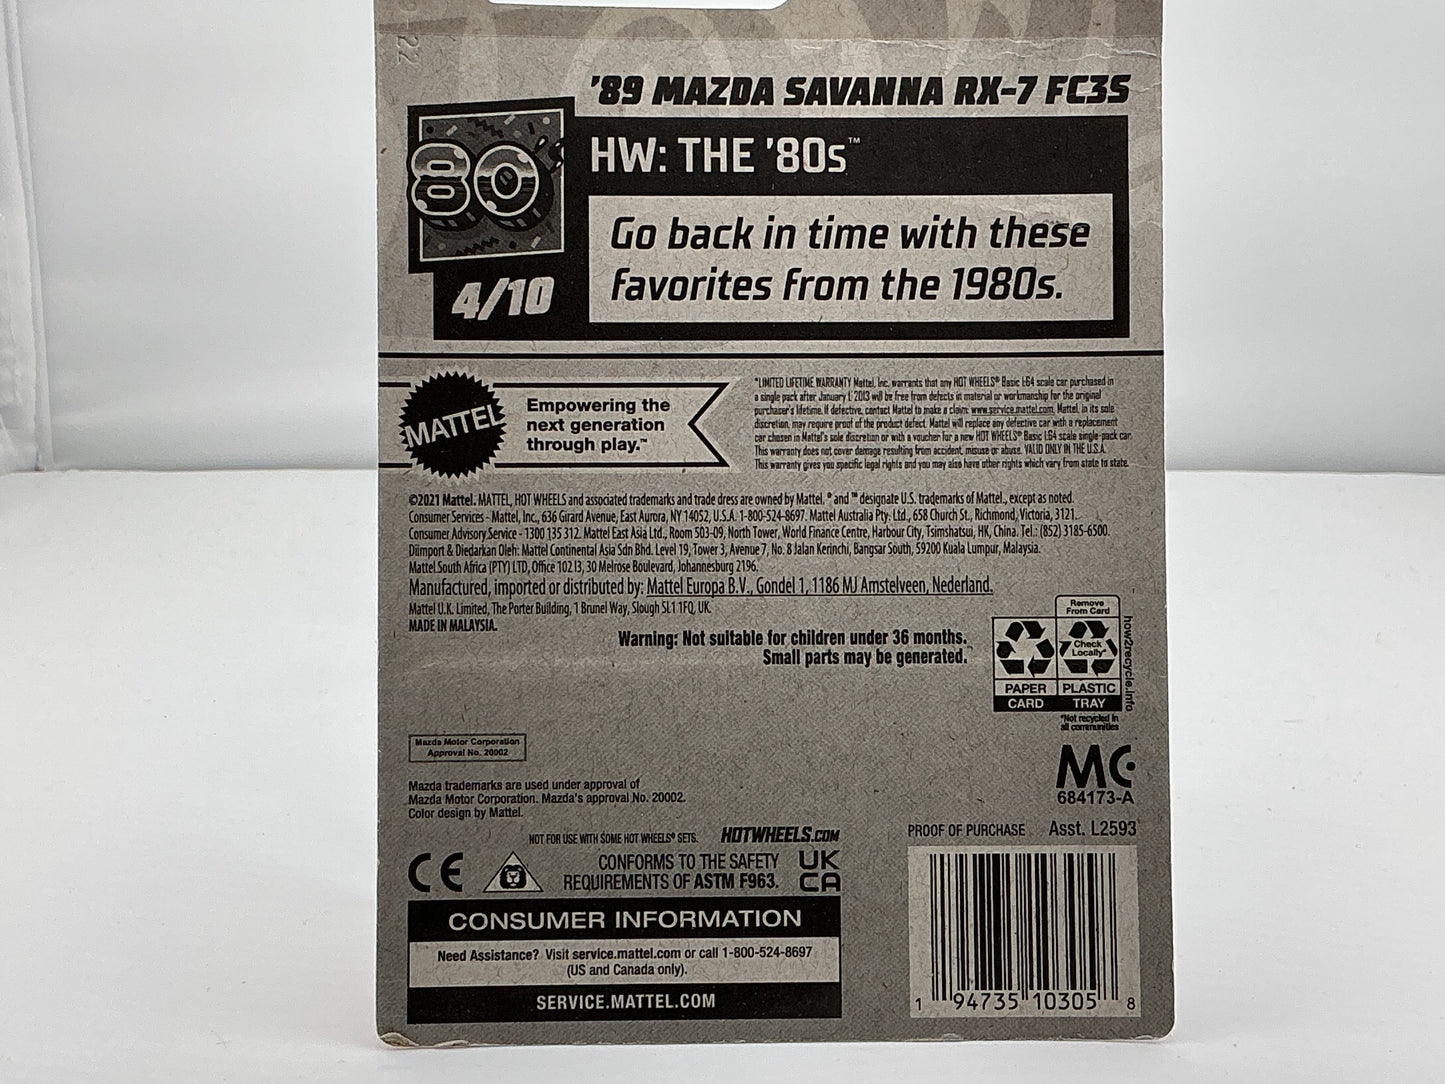 22
'89 MAZDA SAVANNA RX-7 FC3S
80
HW: THE '80s™
Go back in time with these
favorites from the 1980s.
4/10
MATTEL
Empowering the
next generation
through play.™
*LIMITED LIFETIME WARRANTY Mattel, Inc. warrants that any HOT WHEELS® Basic 1:64 scale car purchased in
a single pack after January 1, 2013 will be free from defects in material or workmanship for the original
purchaser's lifetime. If defective, contact Mattel to make a claim: www.service.mattel.com. Mattel, in its sole
discretion, may require proof of the product defect. Mattel will replace any defective car with a replacement
car chosen in Mattel's sole discretion or with a voucher for a new HOT WHEELS® Basic 1:64 scale single-pack car.
This warranty does not cover damage resulting from accident, misuse or abuse. VALID ONLY IN THE U.S.A.
This warranty gives you specific legal rights and you may also have other rights which vary from state to state.
©2021 Mattel. MATTEL, HOT WHEELS and associated trademarks and trade dress are owned by Mattel. ® and ™ designate U.S. trademarks of Mattel., except as noted.
Consumer Services - Mattel, Inc., 636 Girard Avenue, East Aurora, NY 14052, U.S.A. 1-800-524-8697. Mattel Australia Pty. Ltd., 658 Church St., Richmond, Victoria, 3121.
Consumer Advisory Service - 1300 135 312. Mattel East Asia Ltd., Room 503-09, North Tower, World Finance Centre, Harbour City, Tsimshatsui, HK, China. Tel.: (852) 3185-6500.
Diimport & Diedarkan Oleh: Mattel Continental Asia Sdn Bhd. Level 19, Tower 3, Avenue 7, No. 8 Jalan Kerinchi, Bangsar South, 59200 Kuala Lumpur, Malaysia.
Mattel South Africa (PTY) LTD, Office 102 I3, 30 Melrose Boulevard, Johannesburg 2196.
Manufactured, imported or distributed by: Mattel Europa B.V., Gondel 1, 1186 MJ Amstelveen, Nederland.
Mattel U.K. Limited, The Porter Building, 1 Brunel Way, Slough SL1 1FQ, UK.
MADE IN MALAYSIA.
Warning: Not suitable for children under 36 months.
Small parts may be generated.
Remove
From Card
Check
Locally*
PAPER
CARD
PLASTIC
TRAY
how2recycle.info
*Not recycled in
all communities
Mazda Motor Corporation
Approval No. 20002
Mazda trademarks are used under approval of
Mazda Motor Corporation. Mazda's approval No. 20002.
Color design by Mattel.
MC
684173-A
NOT FOR USE WITH SOME HOT WHEELS® SETS.
HOTWHEELS.COM
PROOF OF PURCHASE
Asst. L2593
CE
CONFORMS TO THE SAFETY
REQUIREMENTS OF ASTM F963.
UK
CA
CONSUMER INFORMATION
Need Assistance? Visit service.mattel.com or call 1-800-524-8697
(US and Canada only).
SERVICE.MATTEL.COM
1 94735 10305 8